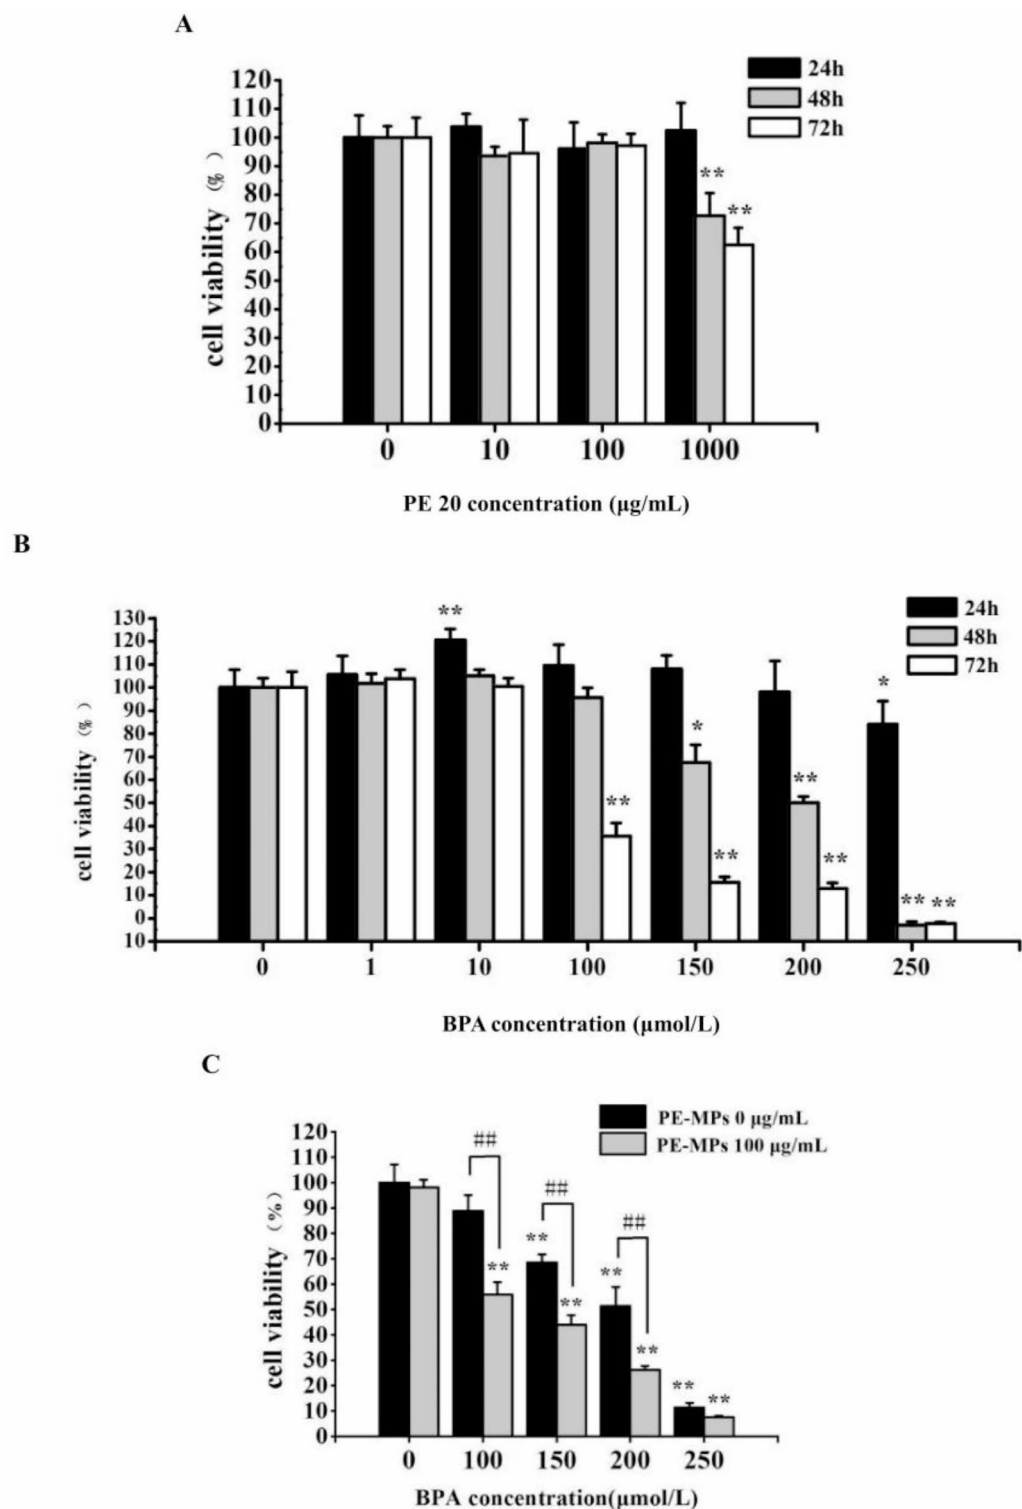 A
24h
48h
72h
120
110
100
90
80
70
60
50
40
30
20
10
0
cell viability (%)
** **
0 10 100 1000
PE 20 concentration (μg/mL)
B
24h
48h
72h
130
120
110
100
90
80
70
60
50
40
30
20
10
0
10
cell viability (%)
** ** * ** ** ** * ** **
0 1 10 100 150 200 250
BPA concentration (μmol/L)
C
PE-MPs 0 μg/mL
PE-MPs 100 μg/mL
120
110
100
90
80
70
60
50
40
30
20
10
0
cell viability (%)
## ## ##
** ** ** ** ** ** **
0 100 150 200 250
BPA concentration(μmol/L)